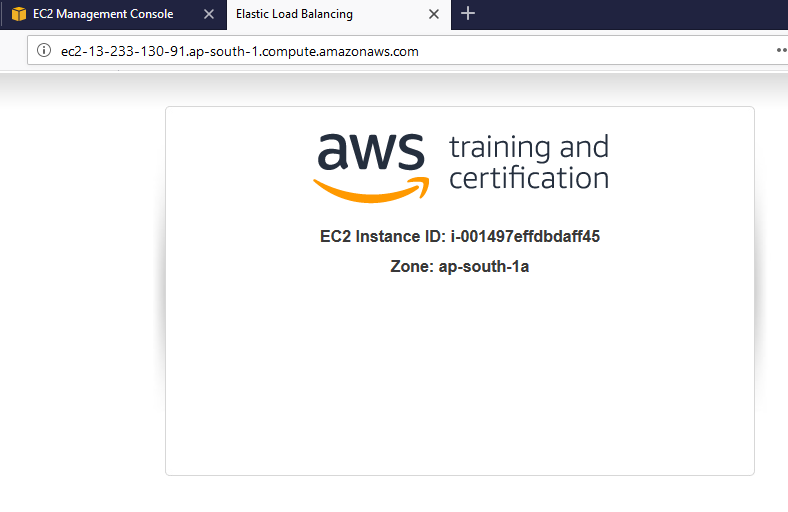 EC2 Management Console
Elastic Load Balancing
ec2-13-233-130-91.ap-south-1.compute.amazonaws.com
aws training and
certification
EC2 Instance ID: i-001497effdbdaff45
Zone: ap-south-1a